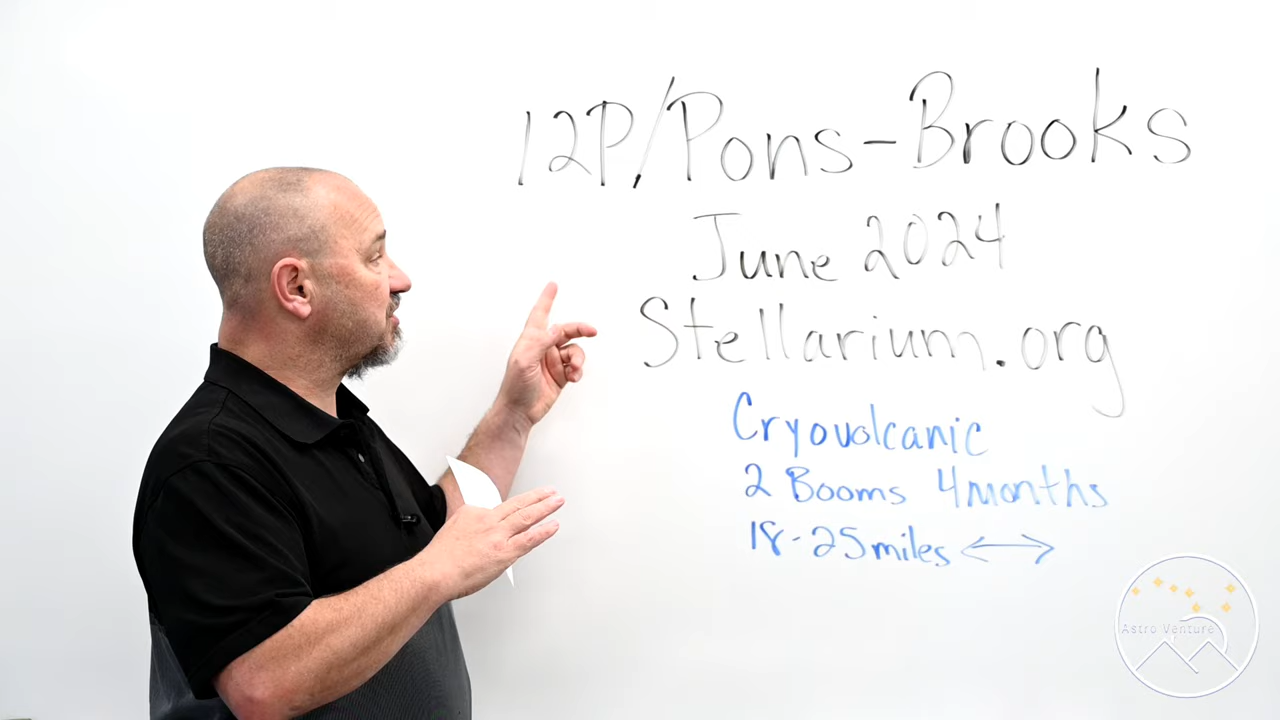 12P/Pons-Brooks
June 2024
Stellarium.org
Cryovolcanic
2 Booms 4months
18-25miles <->
Astro Venture